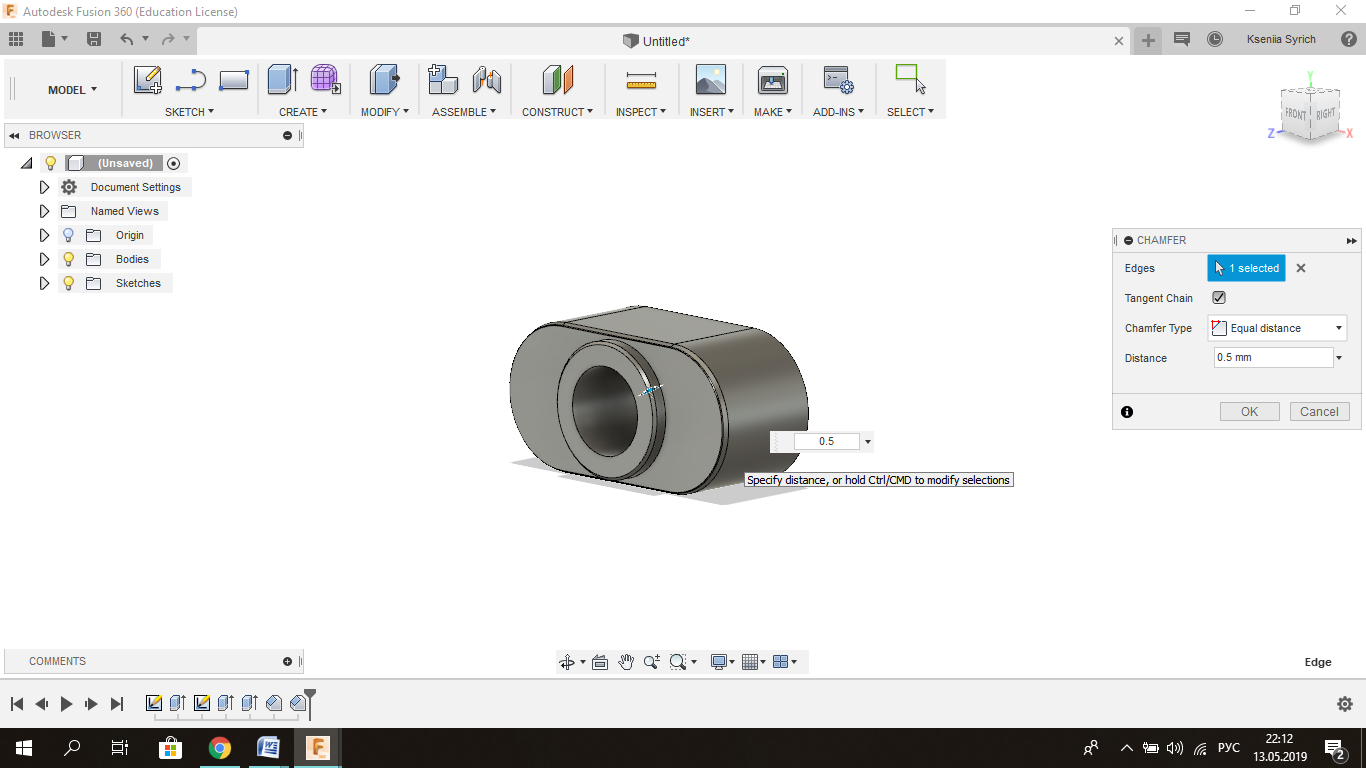 Autodesk Fusion 360 (Education License)
Untitled*
Kseniia Syrich
MODEL
SKETCH
CREATE
MODIFY
ASSEMBLE
CONSTRUCT
INSPECT
INSERT
MAKE
ADD-INS
SELECT
Y
FRONT
RIGHT
Z
X
BROWSER
(Unsaved)
Document Settings
Named Views
Origin
Bodies
Sketches
CHAMFER
Edges 1 selected
Tangent Chain
Chamfer Type Equal distance
Distance 0.5 mm
OK Cancel
0.5
Specify distance, or hold Ctrl/CMD to modify selections
COMMENTS
Edge
РУС
22:12
13.05.2019
2